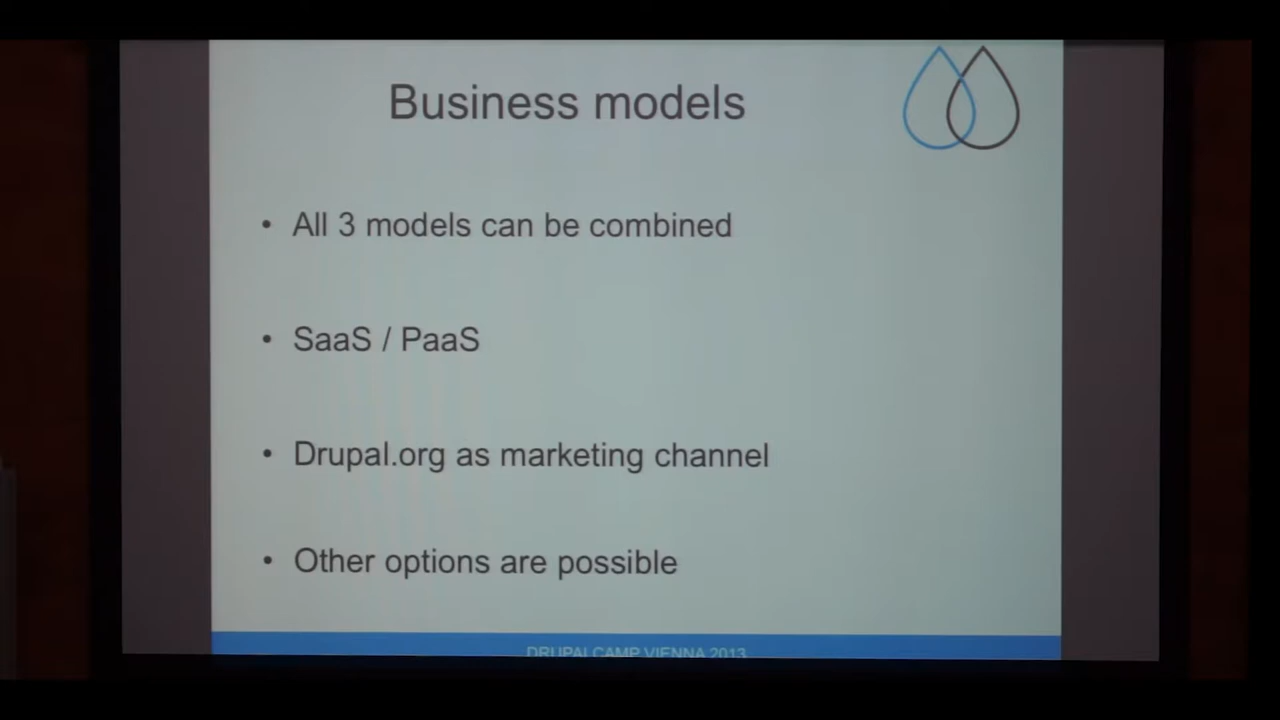 Business models
• All 3 models can be combined
• SaaS / PaaS
• Drupal.org as marketing channel
• Other options are possible
DRUPALCAMP VIENNA 2013